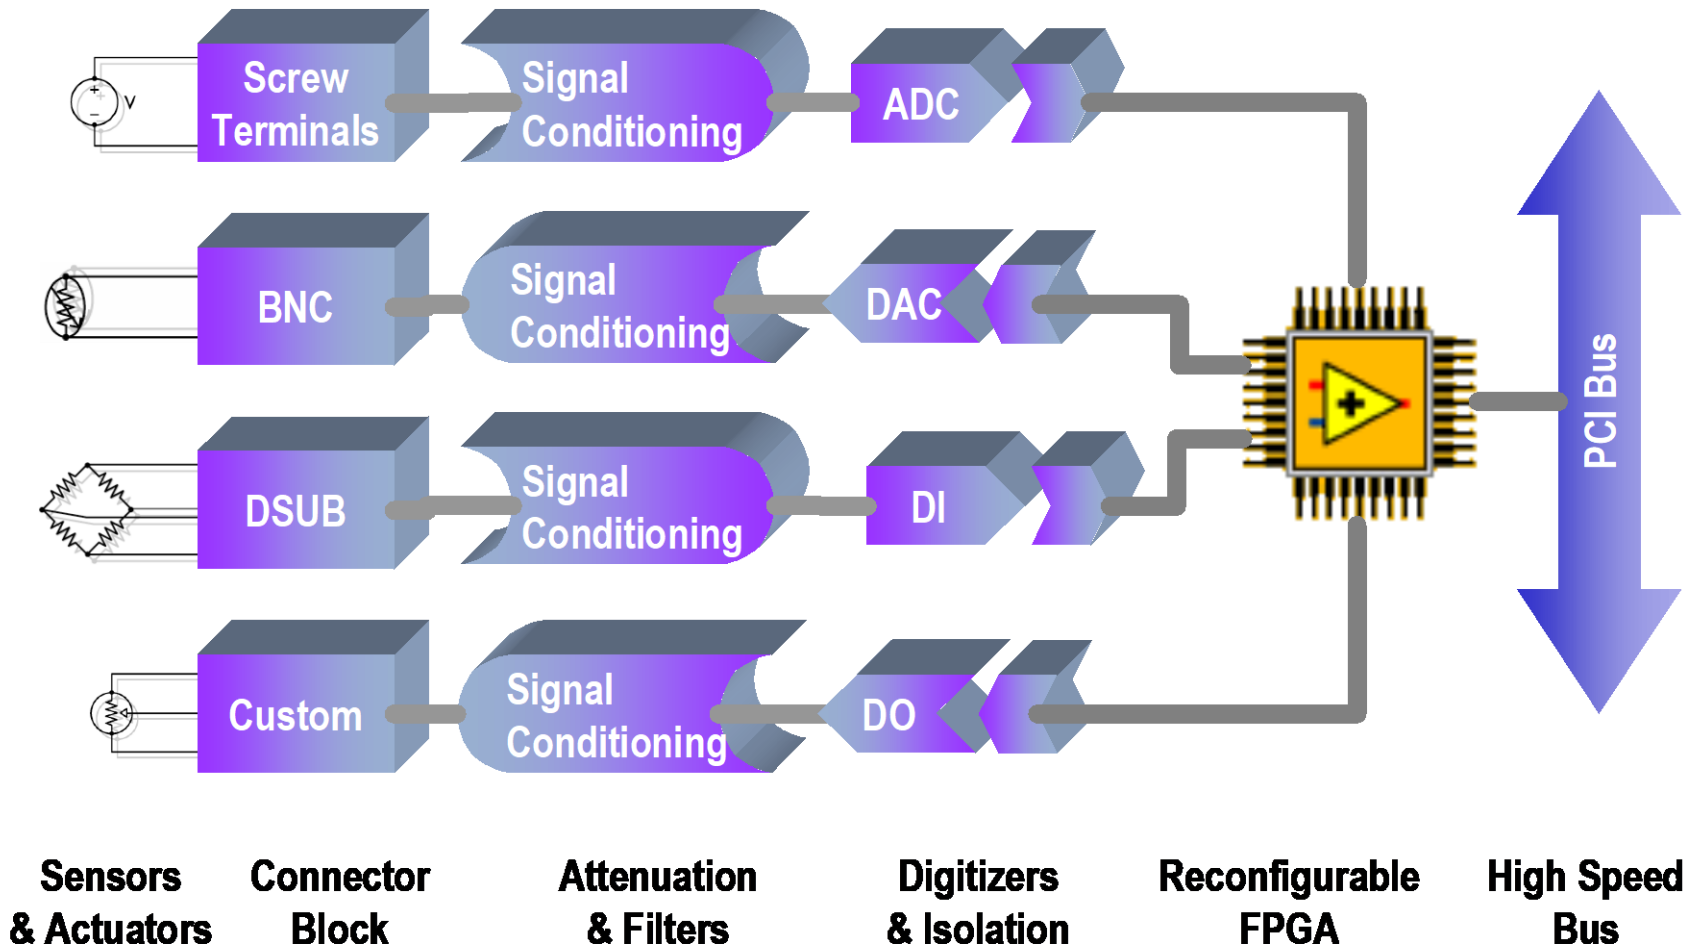 V
Screw
Terminals
Signal
Conditioning
ADC
BNC
Signal
Conditioning
DAC
DSUB
Signal
Conditioning
DI
Custom
Signal
Conditioning
DO
PCI Bus
Sensors
& Actuators
Connector
Block
Attenuation
& Filters
Digitizers
& Isolation
Reconfigurable
FPGA
High Speed
Bus